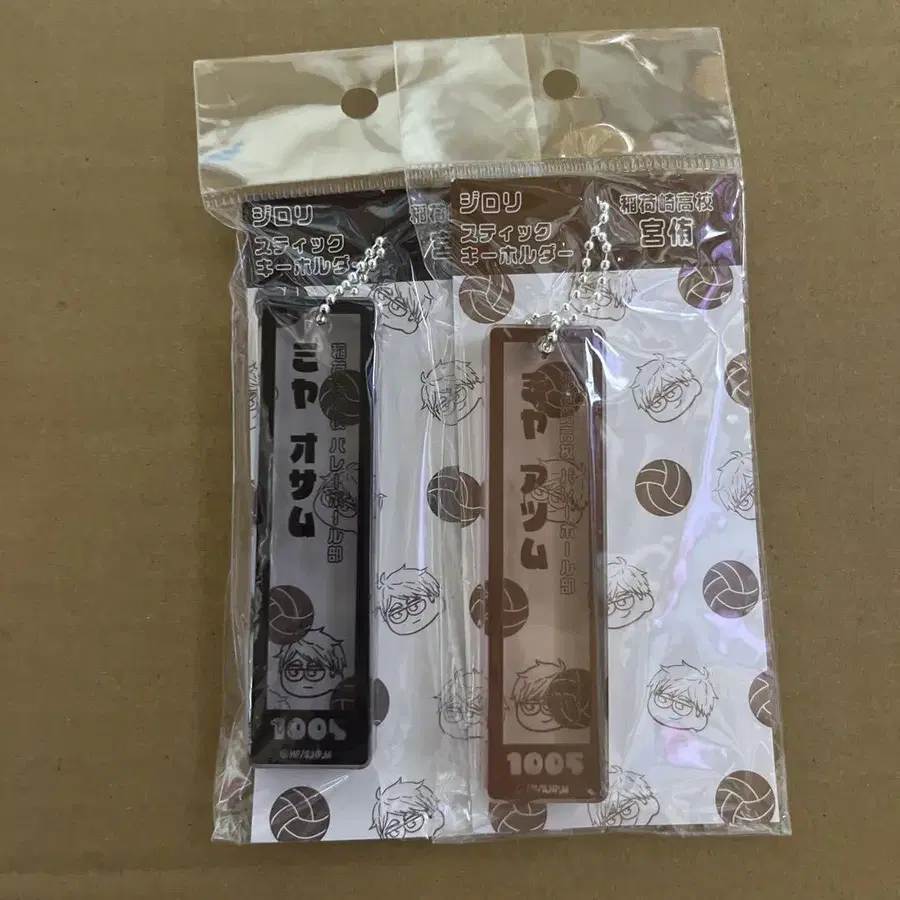 ジロリ
スティック
キーホルダー
ミヤ オサム
バレーボール部
1005
ジロリ
スティック
キーホルダー
稲荷崎高校
宮侑
ミヤ アツム
バレーボール部
1005